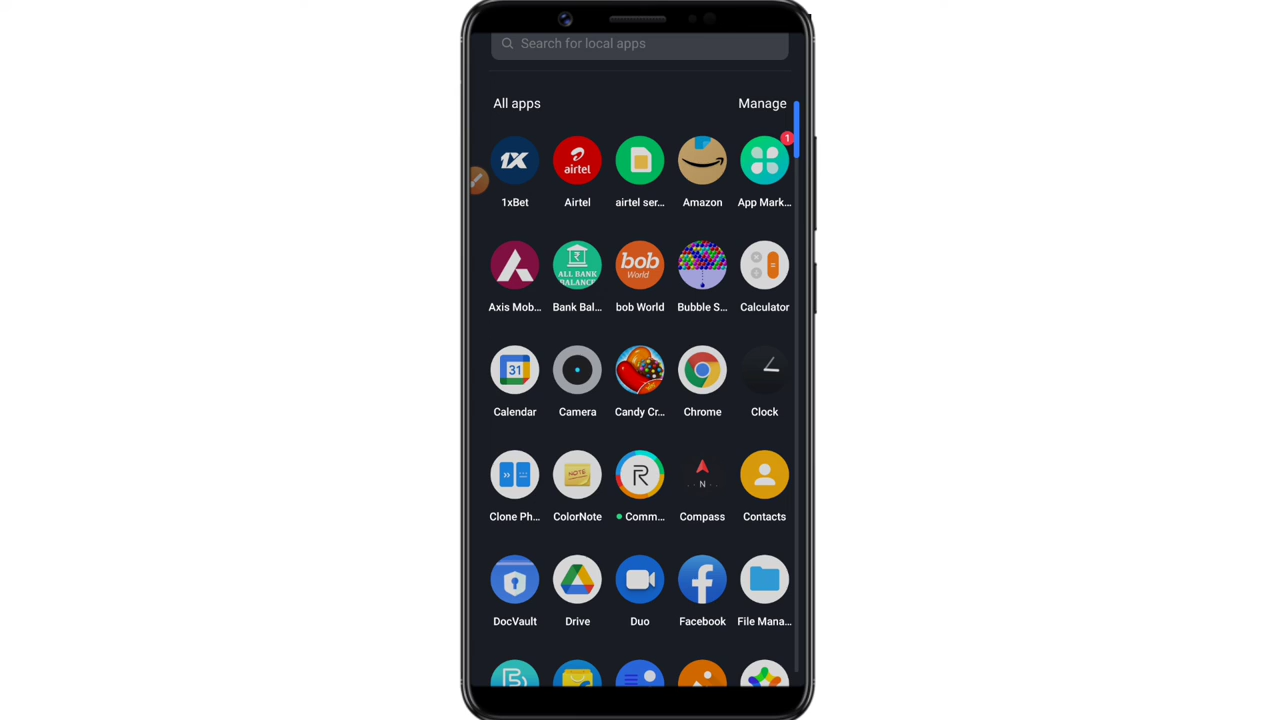 Search for local apps
All apps Manage
1X airtel 1
1xBet Airtel airtel ser... Amazon App Mark...
ALL BANK BALANCE bob World
Axis Mob... Bank Bal... bob World Bubble S... Calculator
31
Calendar Camera Candy Cr... Chrome Clock
NOTE R N
Clone Ph... ColorNote Comm... Compass Contacts
DocVault Drive Duo Facebook File Mana...